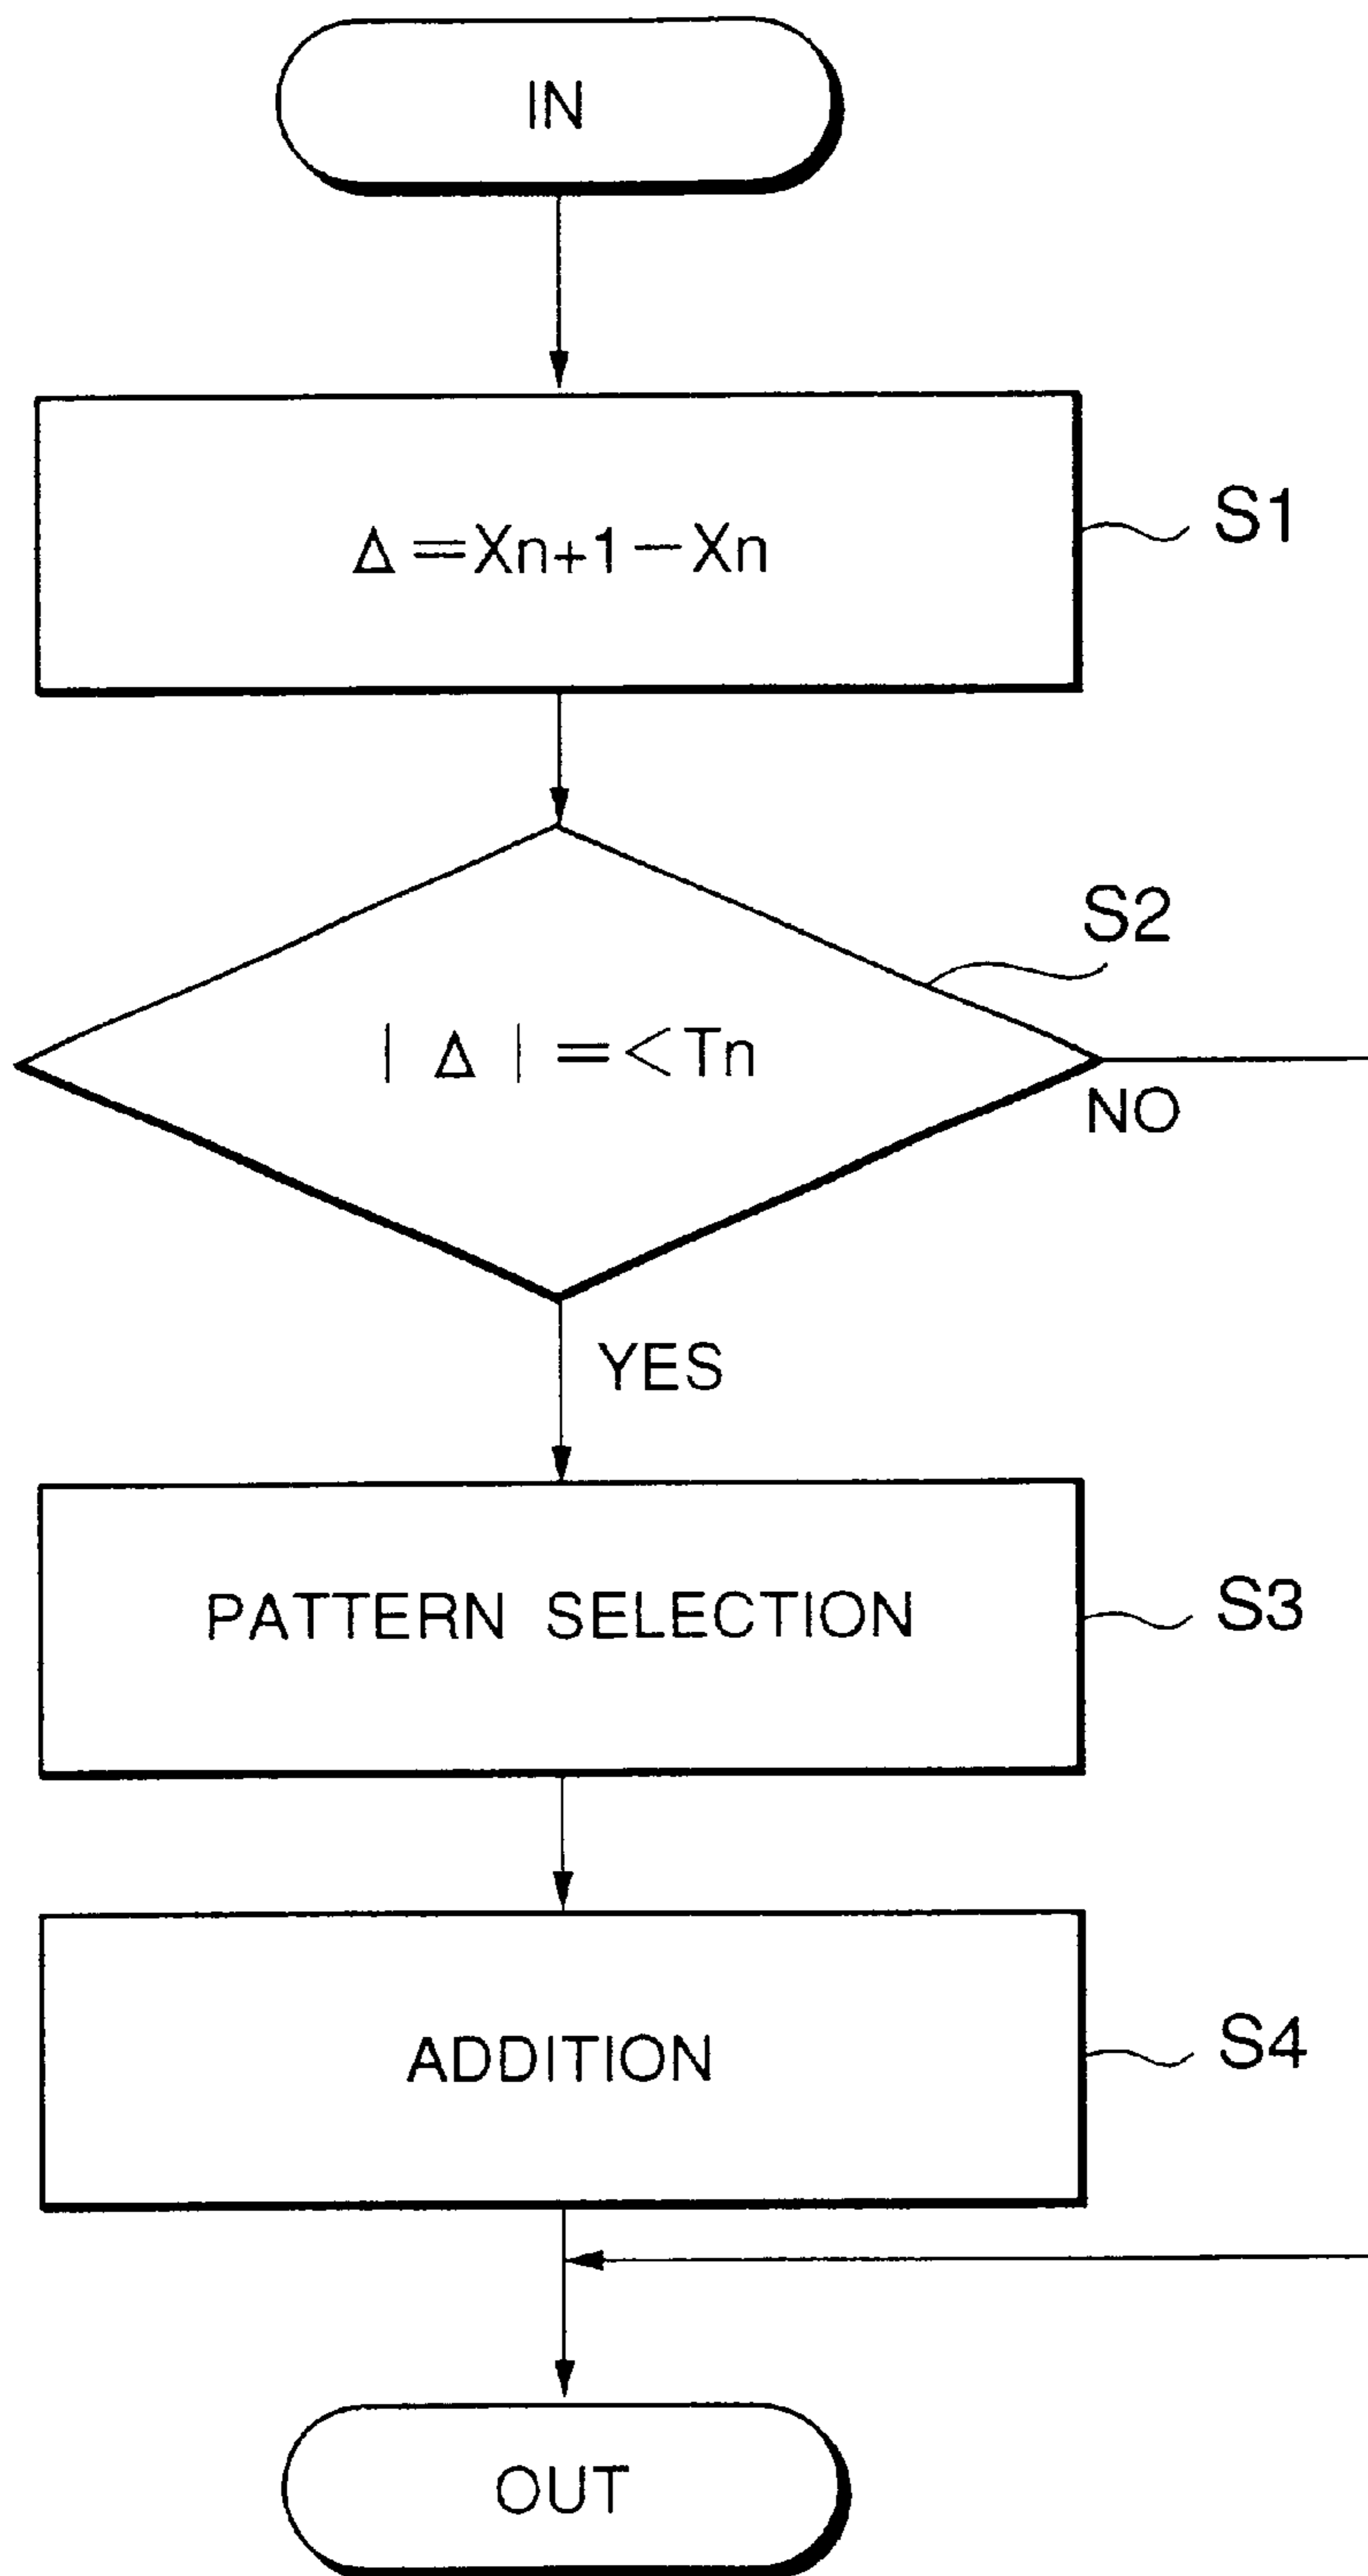 IN
Δ=Xn+1-Xn
S1
S2
| Δ | =<Tn
NO
YES
PATTERN SELECTION
S3
ADDITION
S4
OUT